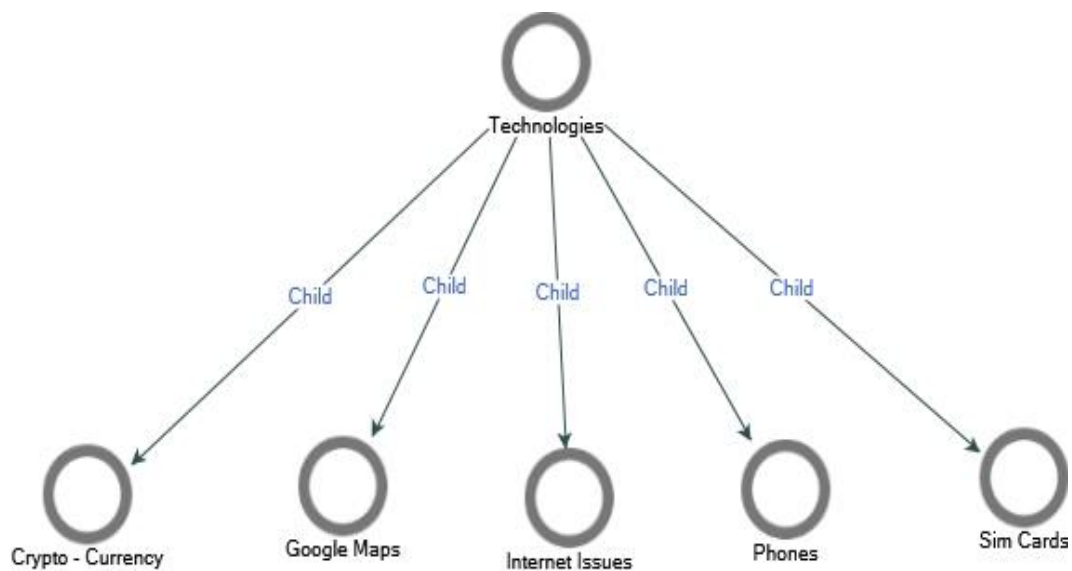 Technologies
Child
Child
Child
Child
Child
Crypto - Currency
Google Maps
Internet Issues
Phones
Sim Cards